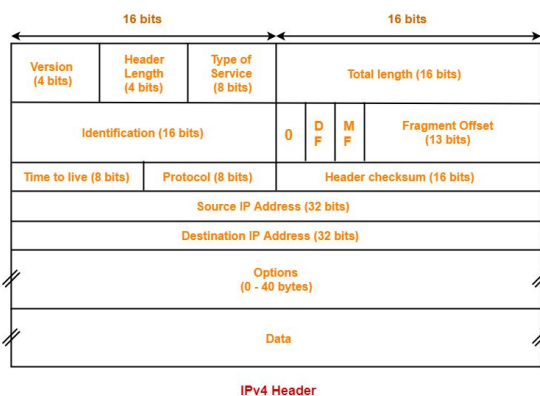 16 bits
16 bits
Version
(4 bits)
Header
Length
(4 bits)
Type of
Service
(8 bits)
Total length (16 bits)
Identification (16 bits)
0
D
F
M
F
Fragment Offset
(13 bits)
Time to live (8 bits)
Protocol (8 bits)
Header checksum (16 bits)
Source IP Address (32 bits)
Destination IP Address (32 bits)
Options
(0 - 40 bytes)
Data
IPv4 Header